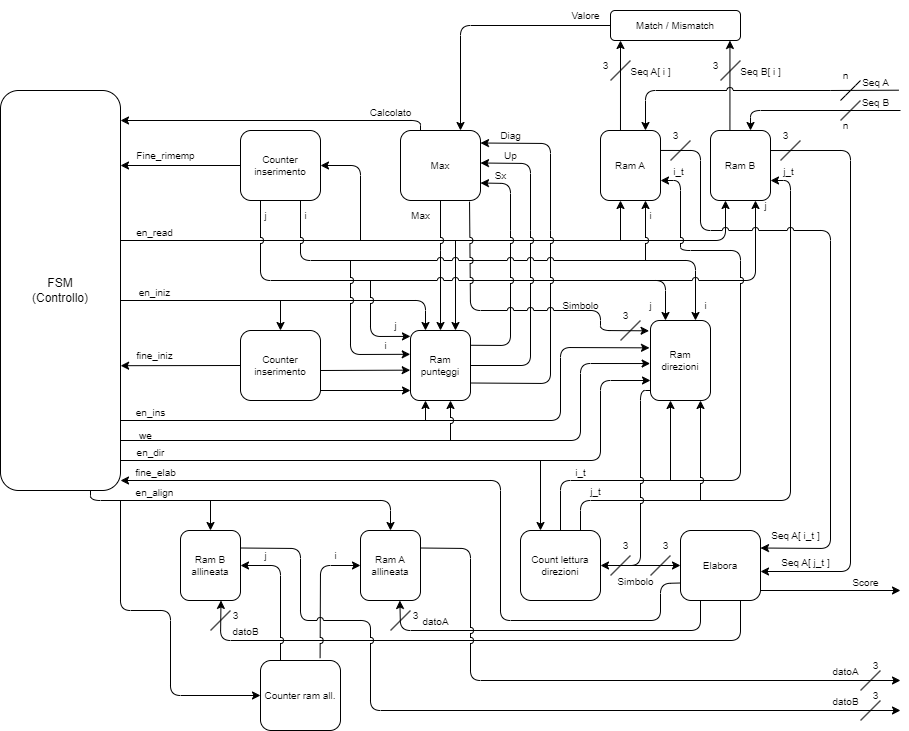 Valore
Match / Mismatch
3
Seq A[ i ]
3
Seq B[ i ]
n
Seq A
Seq B
n
Calcolato
Diag
Up
Sx
Max
Max
Ram A
3
i_t
i
Ram B
3
j_t
j
Fine_rimemp
Counter
inserimento
j
i
en_read
FSM
(Controllo)
en_iniz
Simbolo
3
j
i
j
i
fine_iniz
Counter
inserimento
Ram
punteggi
Ram
direzioni
en_ins
we
en_dir
fine_elab
en_align
i_t
j_t
Ram B
allineata
j
i
Ram A
allineata
Count lettura
direzioni
3
3
Simbolo
Elabora
Seq A[ i_t ]
Seq A[ j_t ]
Score
3
datoB
3
datoA
Counter ram all.
datoA
3
datoB
3